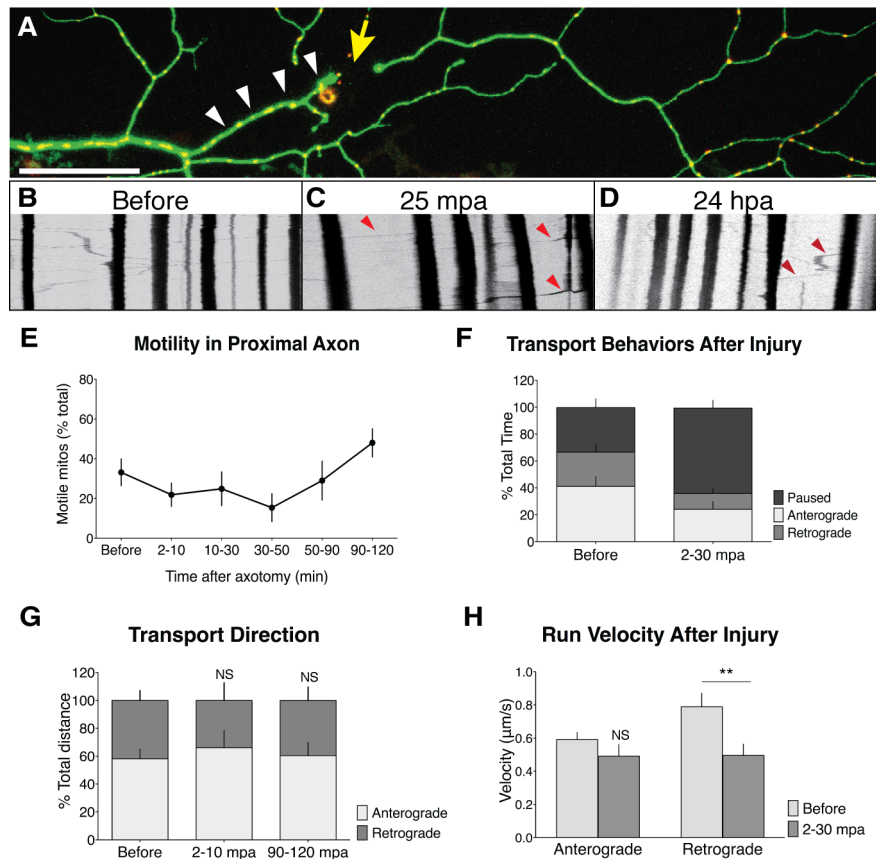 A
B Before
C 25 mpa
D 24 hpa
E
Motility in Proximal Axon
Motile mitos (% total)
80
60
40
20
0
Before 2-10 10-30 30-50 50-90 90-120
Time after axotomy (min)
F
Transport Behaviors After Injury
% Total Time
120
100
80
60
40
20
0
Before 2-30 mpa
Paused
Anterograde
Retrograde
G
Transport Direction
% Total distance
120
100
80
60
40
20
0
NS NS
Before 2-10 mpa 90-120 mpa
Anterograde
Retrograde
H
Run Velocity After Injury
Velocity (µm/s)
1.0
0.8
0.6
0.4
0.2
0.0
NS
**
Anterograde Retrograde
Before
2-30 mpa